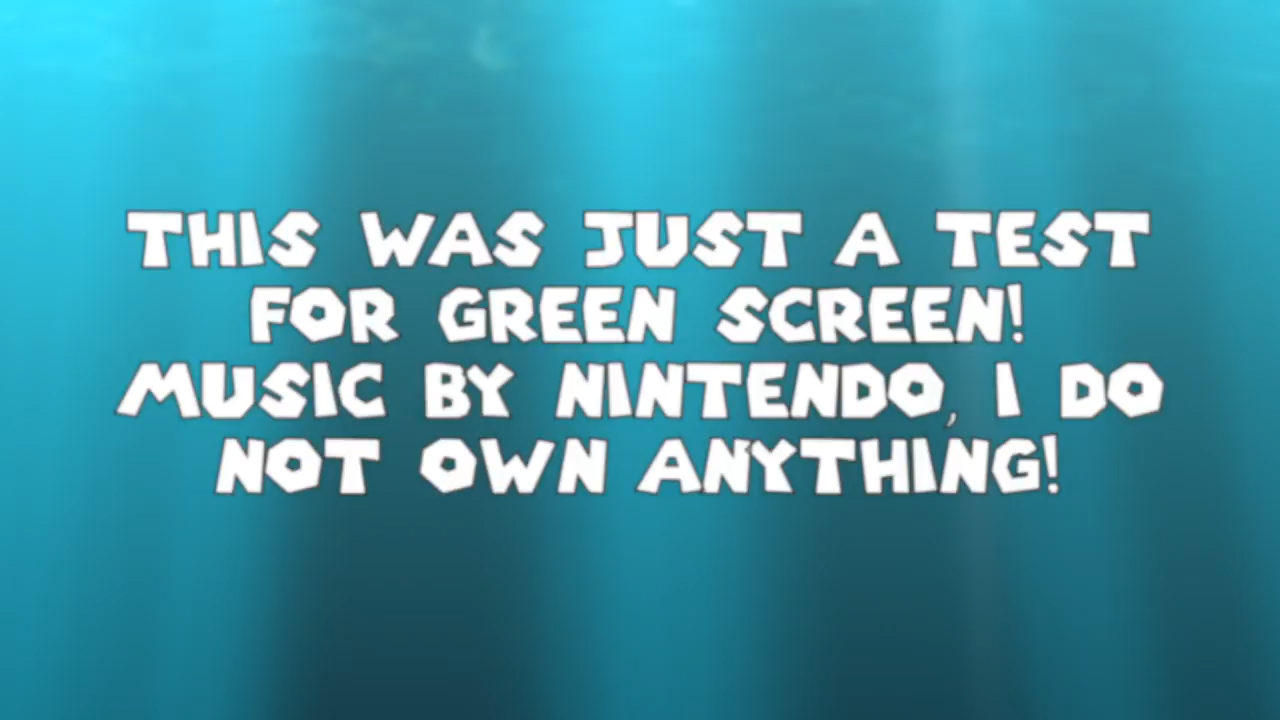 THIS WAS JUST A TEST
FOR GREEN SCREEN!
MUSIC BY NINTENDO, I DO
NOT OWN ANYTHING!